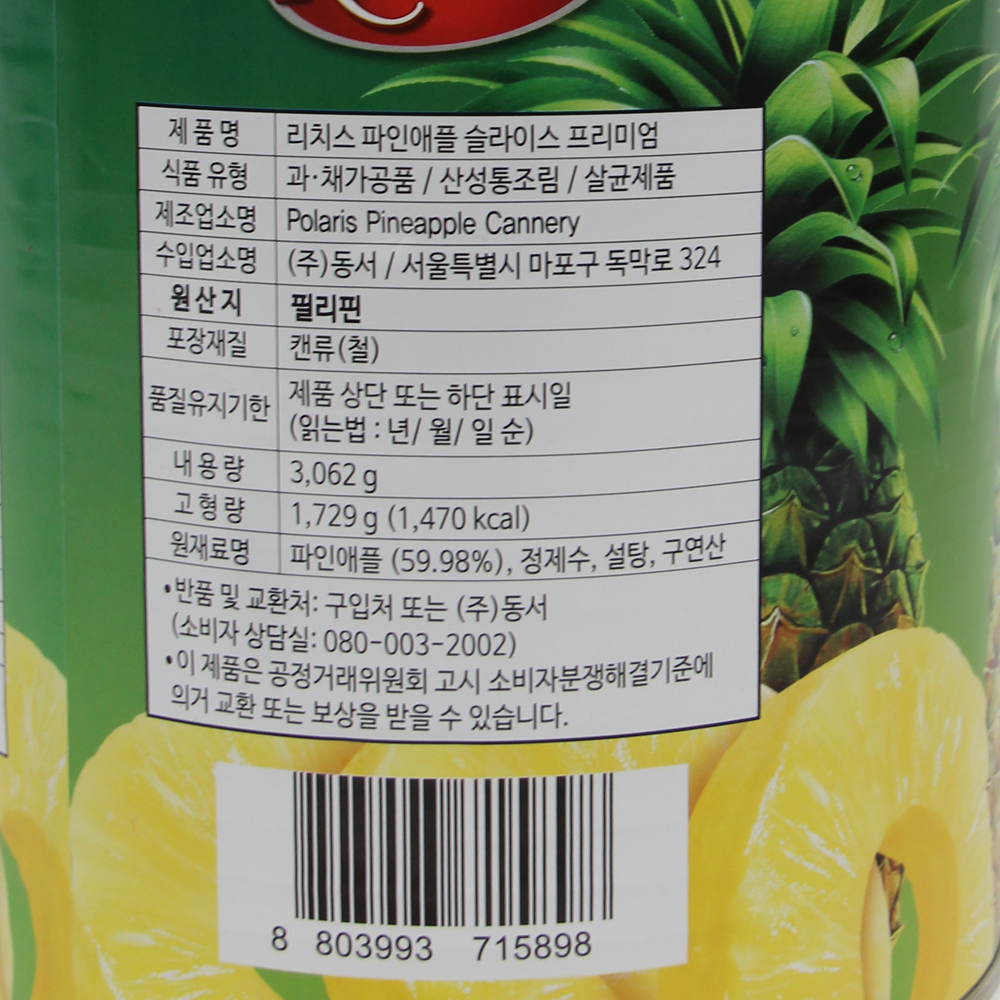 제품명 리치스 파인애플 슬라이스 프리미엄
식품 유형 과·채가공품 / 산성통조림 / 살균제품
제조업소명 Polaris Pineapple Cannery
수입업소명 (주)동서 / 서울특별시 마포구 독막로 324
원산지 필리핀
포장재질 캔류(철)
품질유지기한 제품 상단 또는 하단 표시일
(읽는법 : 년/ 월/ 일 순)
내용량 3,062 g
고형량 1,729 g (1,470 kcal)
원재료명 파인애플 (59.98%), 정제수, 설탕, 구연산
•반품 및 교환처: 구입처 또는 (주)동서
(소비자 상담실: 080-003-2002)
•이 제품은 공정거래위원회 고시 소비자분쟁해결기준에
의거 교환 또는 보상을 받을 수 있습니다.
8 803993 715898